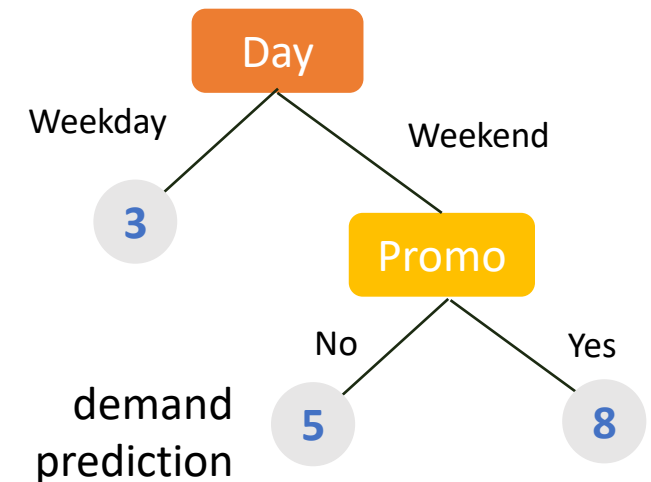 Day
Weekday
Weekend
3
Promo
No
Yes
demand
prediction
5
8